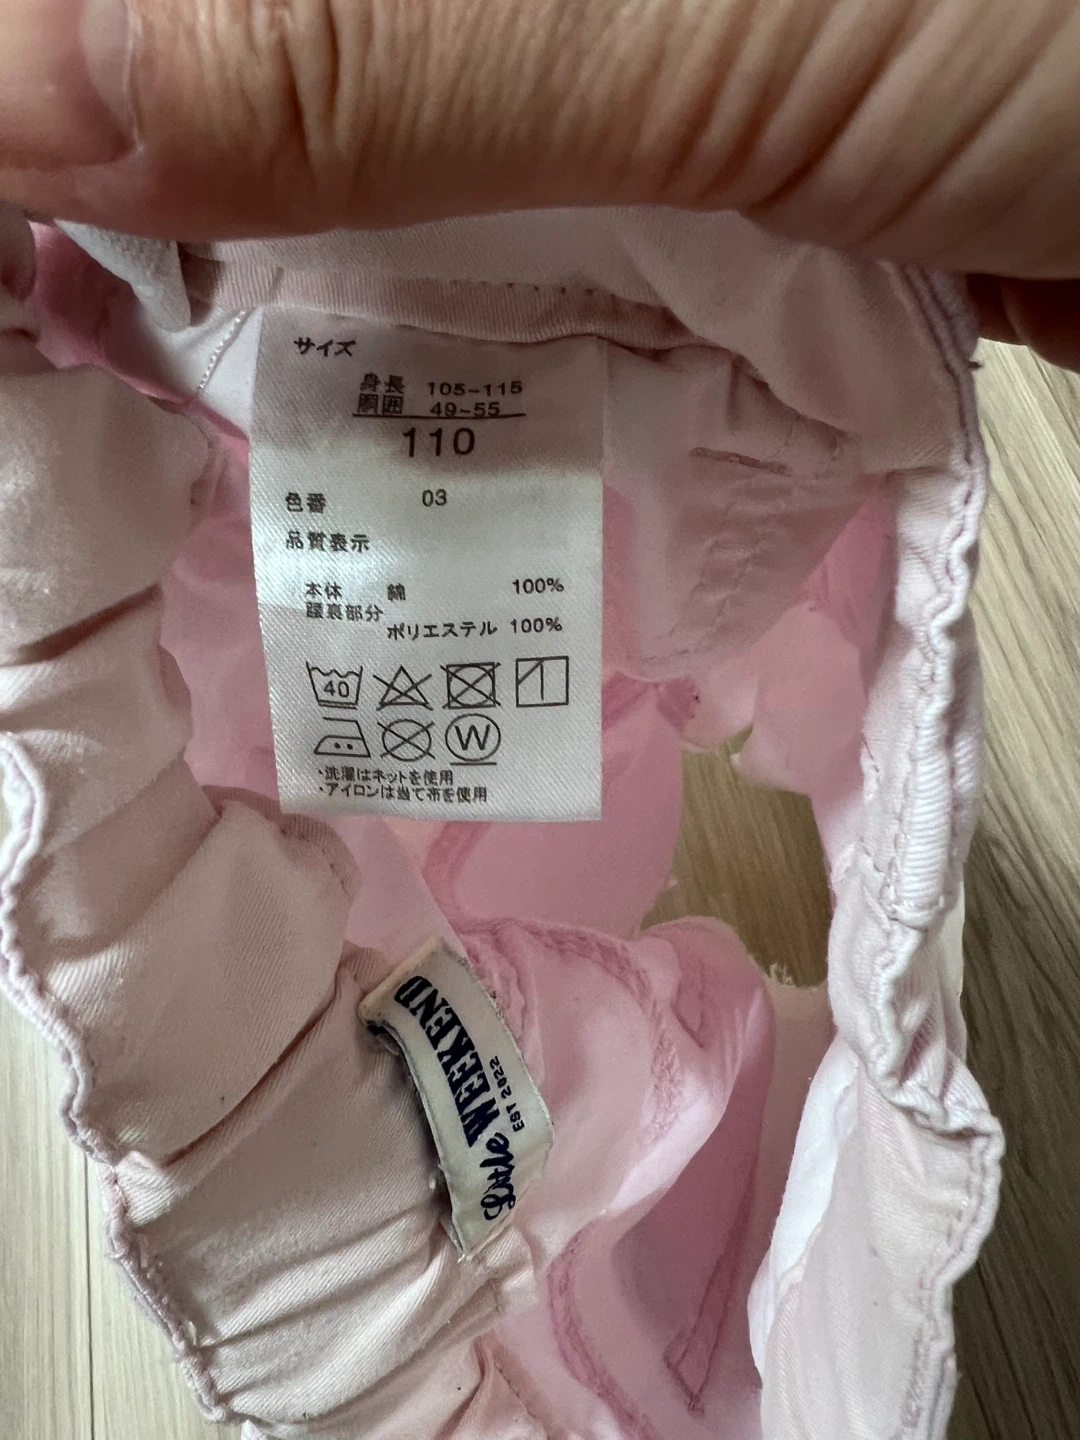 サイズ
身長 105-115
胴囲 49-55
110
色番 03
品質表示
本体 綿 100%
腰裏部分
ポリエステル 100%
40
W
・洗濯はネットを使用
・アイロンは当て布を使用
Little WEEKEND
EST 2022